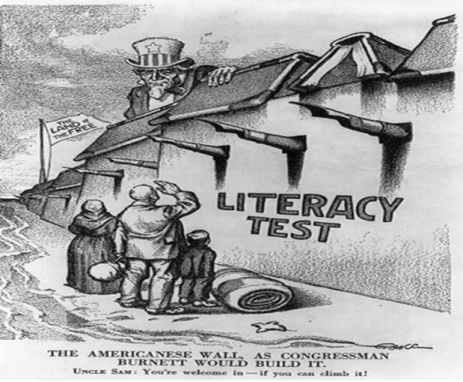 THE
LAND of
THE FREE
LITERACY
TEST
THE AMERICANESE WALL, AS CONGRESSMAN
BURNETT WOULD BUILD IT.
UNCLE SAM: You're welcome in — if you can climb it!